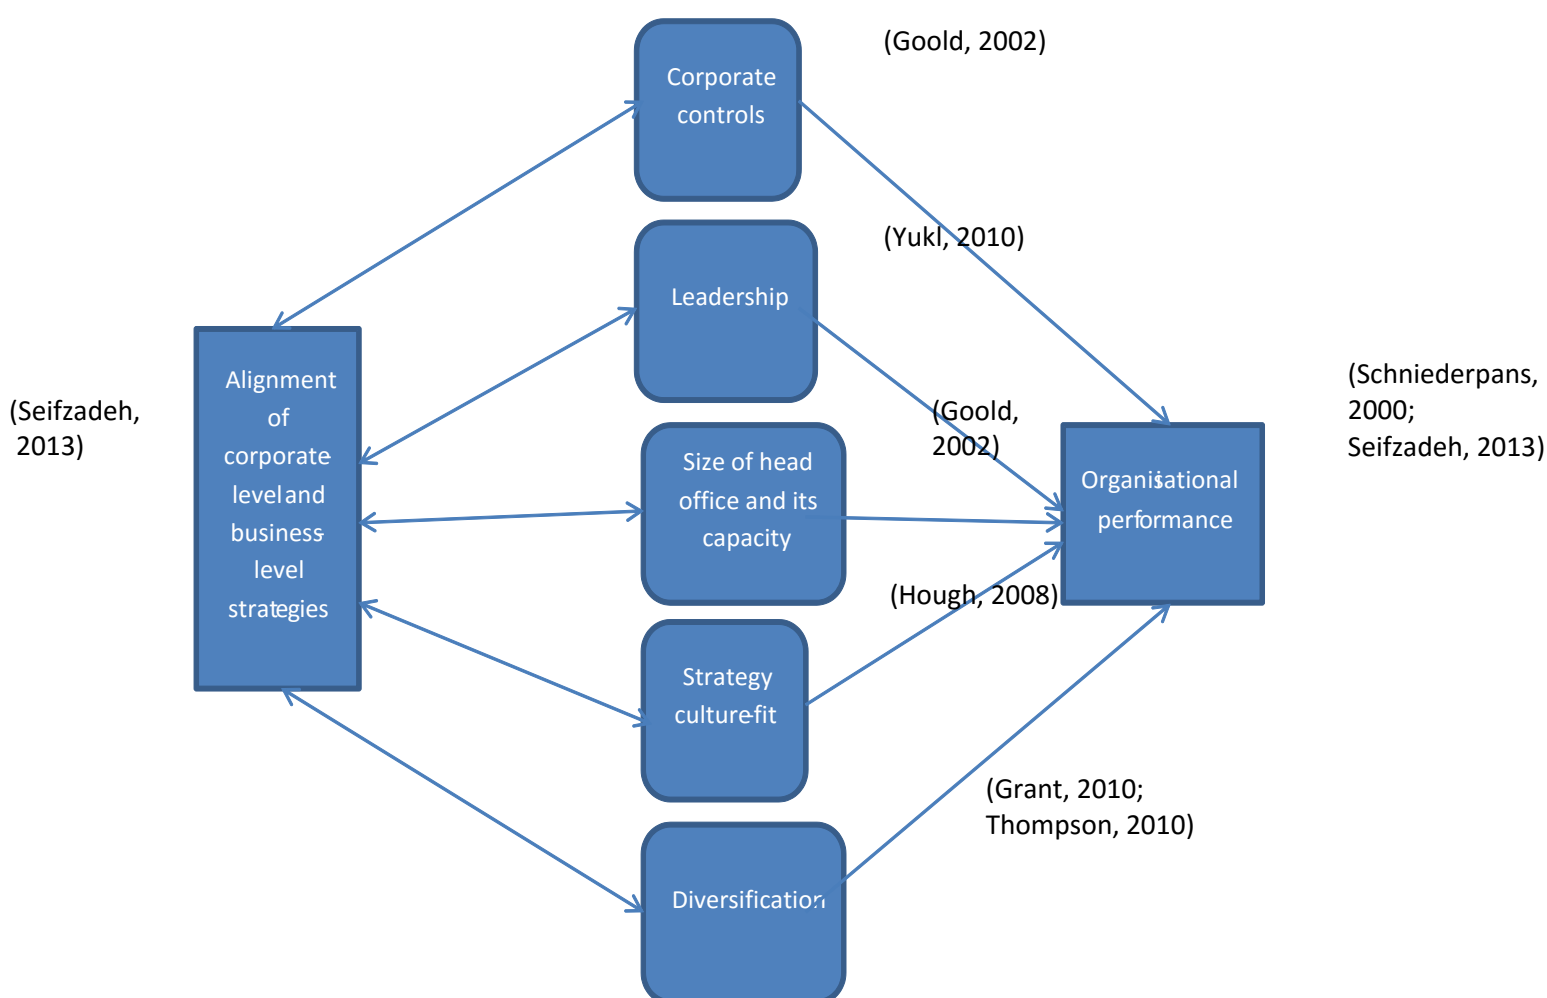 (Goold, 2002)
Corporate
controls
(Yukl, 2010)
Leadership
Alignment
of
corporate-
level and
business-
level
strategies
(Seifzadeh,
2013)
(Schniederpans,
2000;
Seifzadeh, 2013)
(Goold,
2002)
Size of head
office and its
capacity
Organisational
performance
(Hough, 2008)
Strategy
culture-fit
(Grant, 2010;
Thompson, 2010)
Diversification